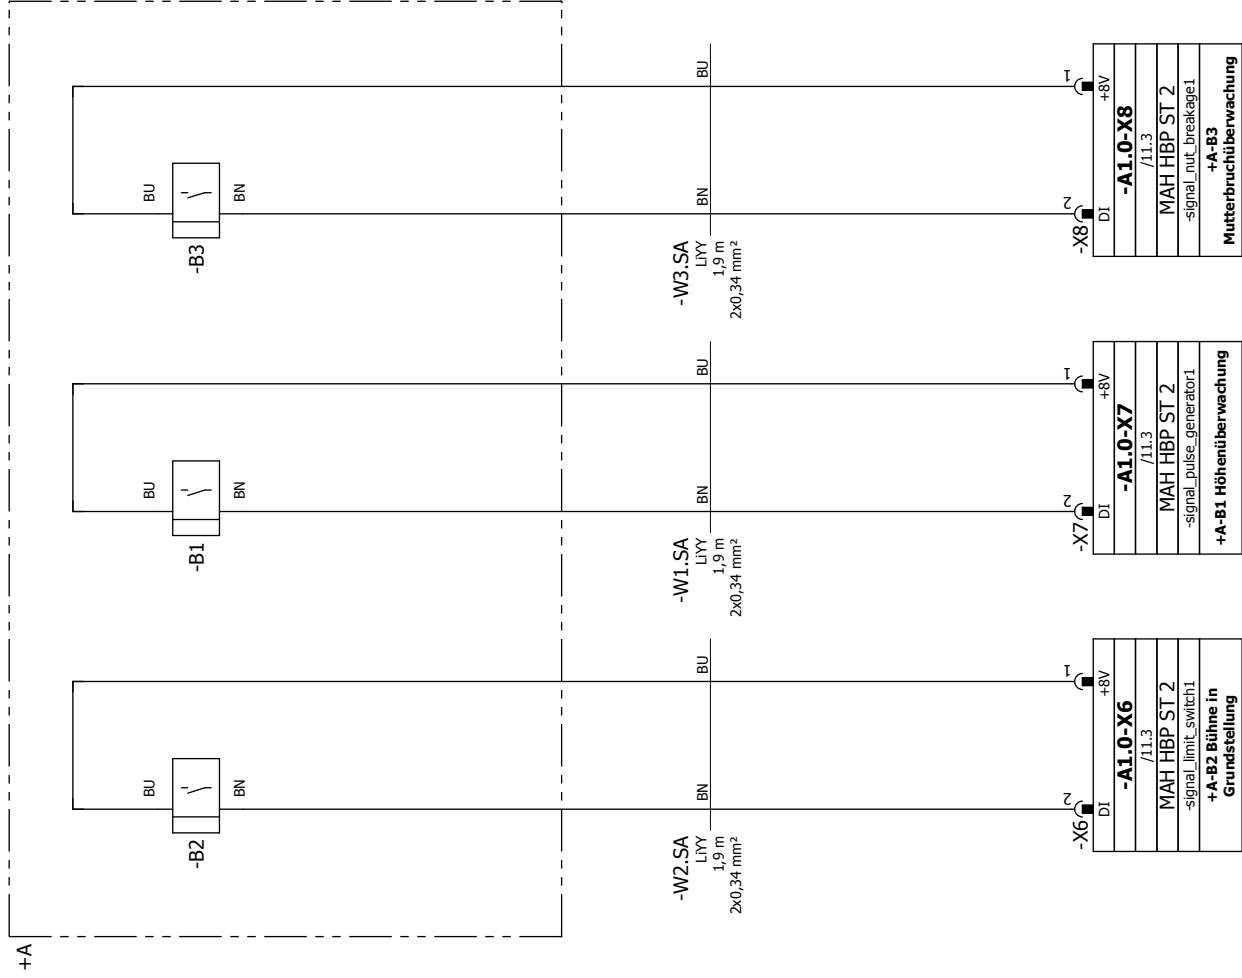 +A
BU
-B2
BN
BU
-B1
BN
BU
-B3
BN
BN
BU
-W2.SA
LiYY
1,9 m
2x0,34 mm²
BN
BU
-W1.SA
LiYY
1,9 m
2x0,34 mm²
BN
BU
-W3.SA
LiYY
1,9 m
2x0,34 mm²
2 1
-X6
DI +8V
-A1.0-X6
/11.3
MAH HBP ST 2
-signal_limit_switch1
+A-B2 Bühne in
Grundstellung
2 1
-X7
DI +8V
-A1.0-X7
/11.3
MAH HBP ST 2
-signal_pulse_generator1
+A-B1 Höhenüberwachung
2 1
-X8
DI +8V
-A1.0-X8
/11.3
MAH HBP ST 2
-signal_nut_breakage1
+A-B3
Mutterbruchüberwachung